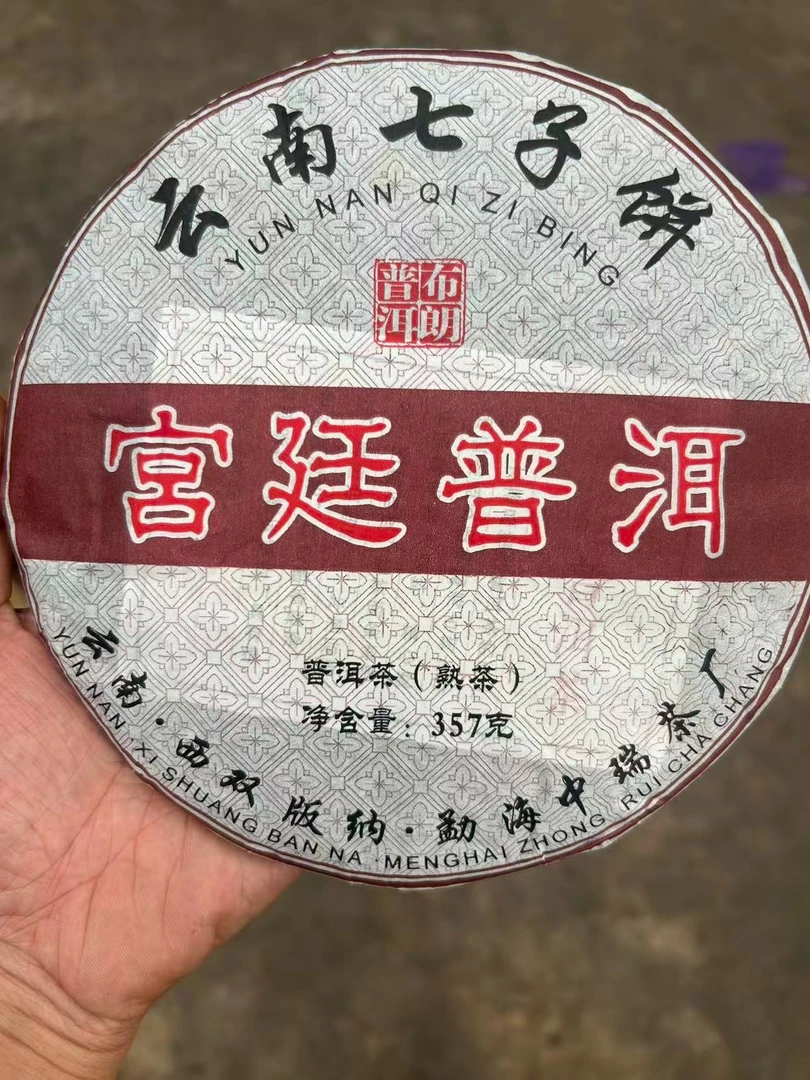 云南七子饼
YUN NAN QI ZI BING
布朗
普洱
宫廷普洱
普洱茶（熟茶）
净含量：357克
云南·西双版纳·勐海中瑞茶厂
YUN NAN·XI SHUANG BAN NA·MENGHAI ZHONG RUI CHA CHANG